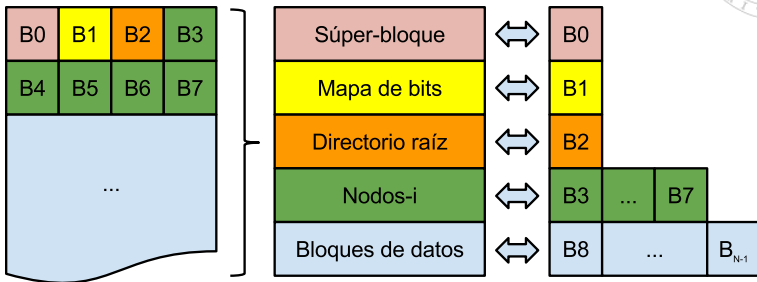 B0 B1 B2 B3
B4 B5 B6 B7
...
Súper-bloque B0
Mapa de bits B1
Directorio raíz B2
Nodos-i B3 ... B7
Bloques de datos B8 ... BN-1